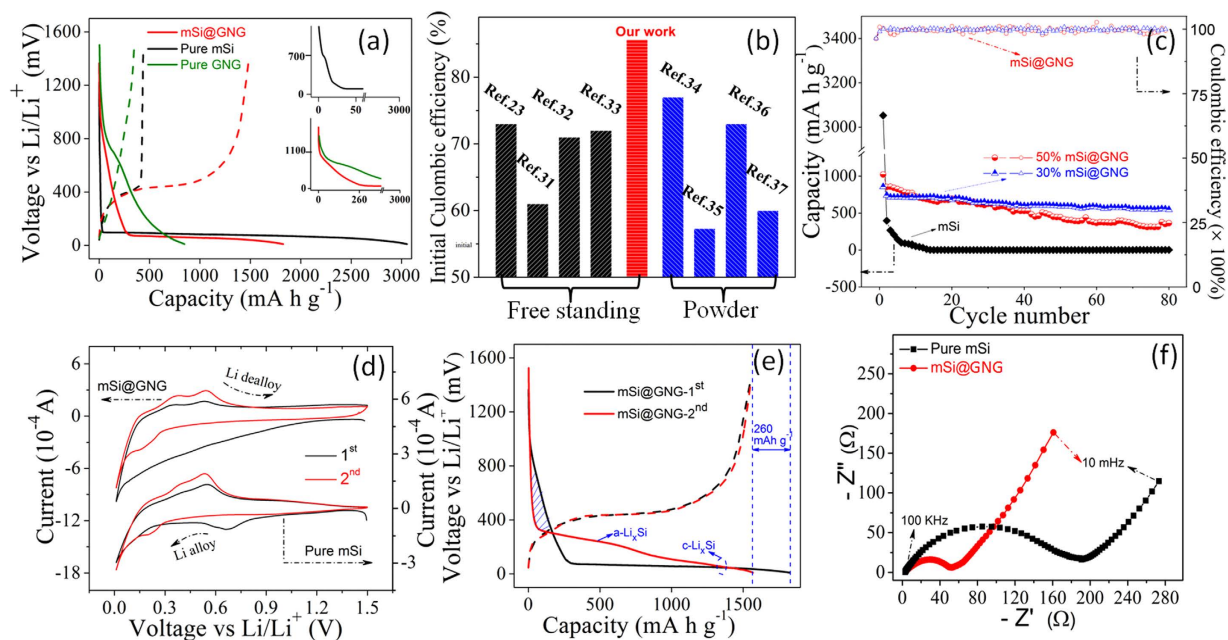 (a)
mSi@GNG
Pure mSi
Pure GNG
Voltage vs Li/Li+ (mV)
1600
1200
800
400
0
0 500 1000 1500 2000 2500 3000
Capacity (mA h g-1)
700
0
0 50 3000
1100
0
0 260 3000
(b)
Initial Culombic efficiency (%)
80
70
60
initial
50
Our work
Ref.23
Ref.31
Ref.32
Ref.33
Ref.34
Ref.35
Ref.36
Ref.37
Free standing
Powder
(c)
Capacity (mA h g-1)
3400
3200
3000
1000
500
0
-500
0 20 40 60 80
Cycle number
Coulombic efficiency (× 100%)
100
75
50
25
0
mSi@GNG
50% mSi@GNG
30% mSi@GNG
mSi
(d)
Current (10-4 A)
6
0
-6
-12
-18
mSi@GNG
Li dealloy
1st
2nd
Li alloy
Pure mSi
0.0 0.3 0.6 0.9 1.2 1.5
Voltage vs Li/Li+ (V)
Current (10-4 A)
6
3
0
-3
(e)
Voltage vs Li/Li+ (mV)
1600
1200
800
400
0
mSi@GNG-1st
mSi@GNG-2nd
260
mAh g-1
a-LixSi
c-LixSi
0 500 1000 1500
Capacity (mA h g-1)
(f)
Pure mSi
mSi@GNG
- Z'' (Ω)
250
200
150
100
50
0
10 mHz
100 KHz
0 40 80 120 160 200 240 280
- Z' (Ω)